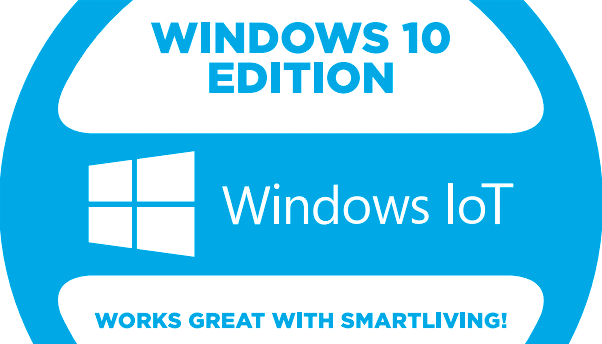 WINDOWS 10
EDITION
Windows IoT
WORKS GREAT WITH SMARTLIVING!